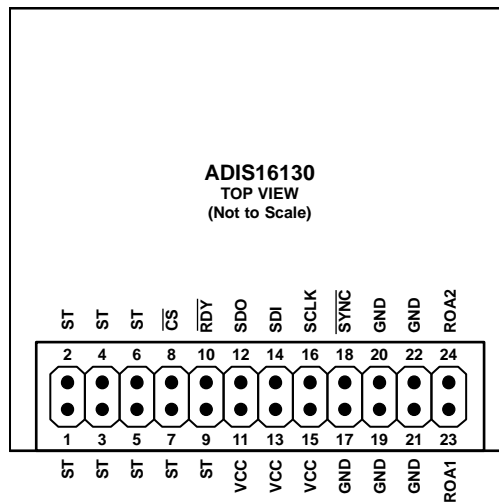 ADIS16130
TOP VIEW
(Not to Scale)
ST ST ST CS RDY SDO SDI SCLK SYNC GND GND ROA2
2 4 6 8 10 12 14 16 18 20 22 24
1 3 5 7 9 11 13 15 17 19 21 23
ST ST ST ST ST VCC VCC VCC GND GND GND ROA1